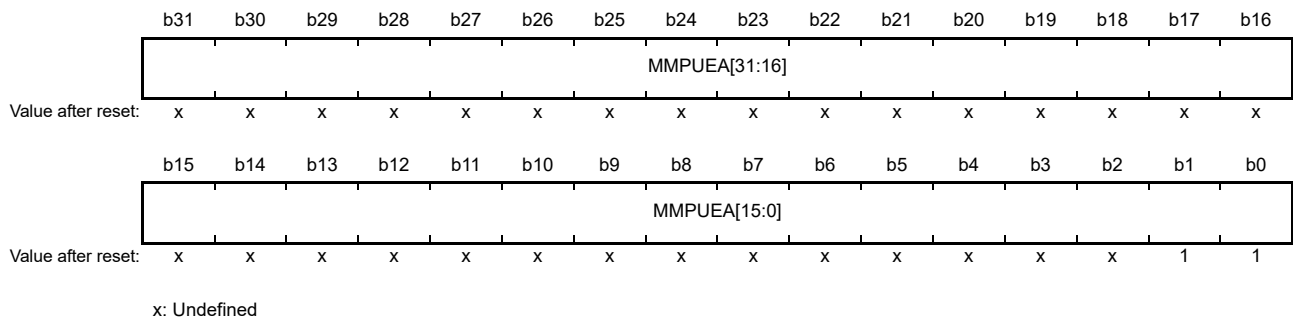 b31 b30 b29 b28 b27 b26 b25 b24 b23 b22 b21 b20 b19 b18 b17 b16
MMPUEA[31:16]
Value after reset: x x x x x x x x x x x x x x x x
b15 b14 b13 b12 b11 b10 b9 b8 b7 b6 b5 b4 b3 b2 b1 b0
MMPUEA[15:0]
Value after reset: x x x x x x x x x x x x x x 1 1
x: Undefined